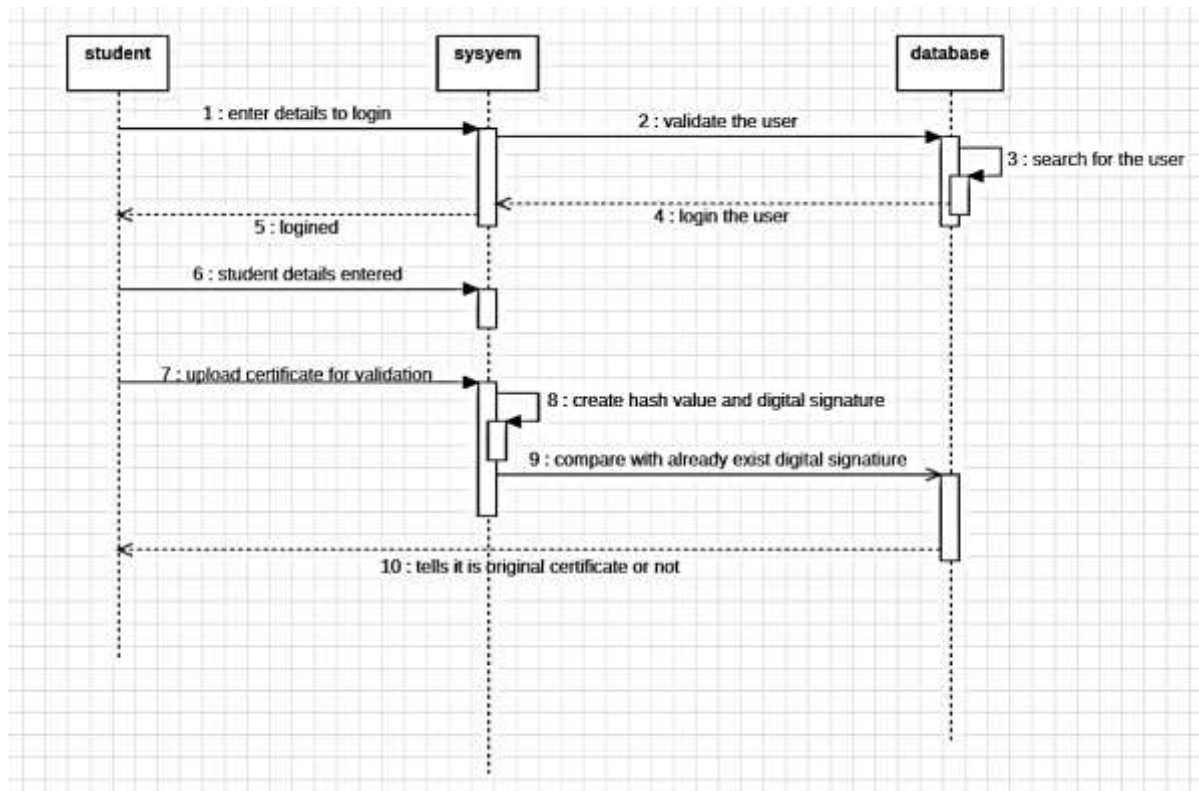 student
sysyem
database
1 : enter details to login
2 : validate the user
3 : search for the user
4 : login the user
5 : logined
6 : student details entered
7 : upload certificate for validation
8 : create hash value and digital signature
9 : compare with already exist digital signatiure
10 : tells it is original certificate or not